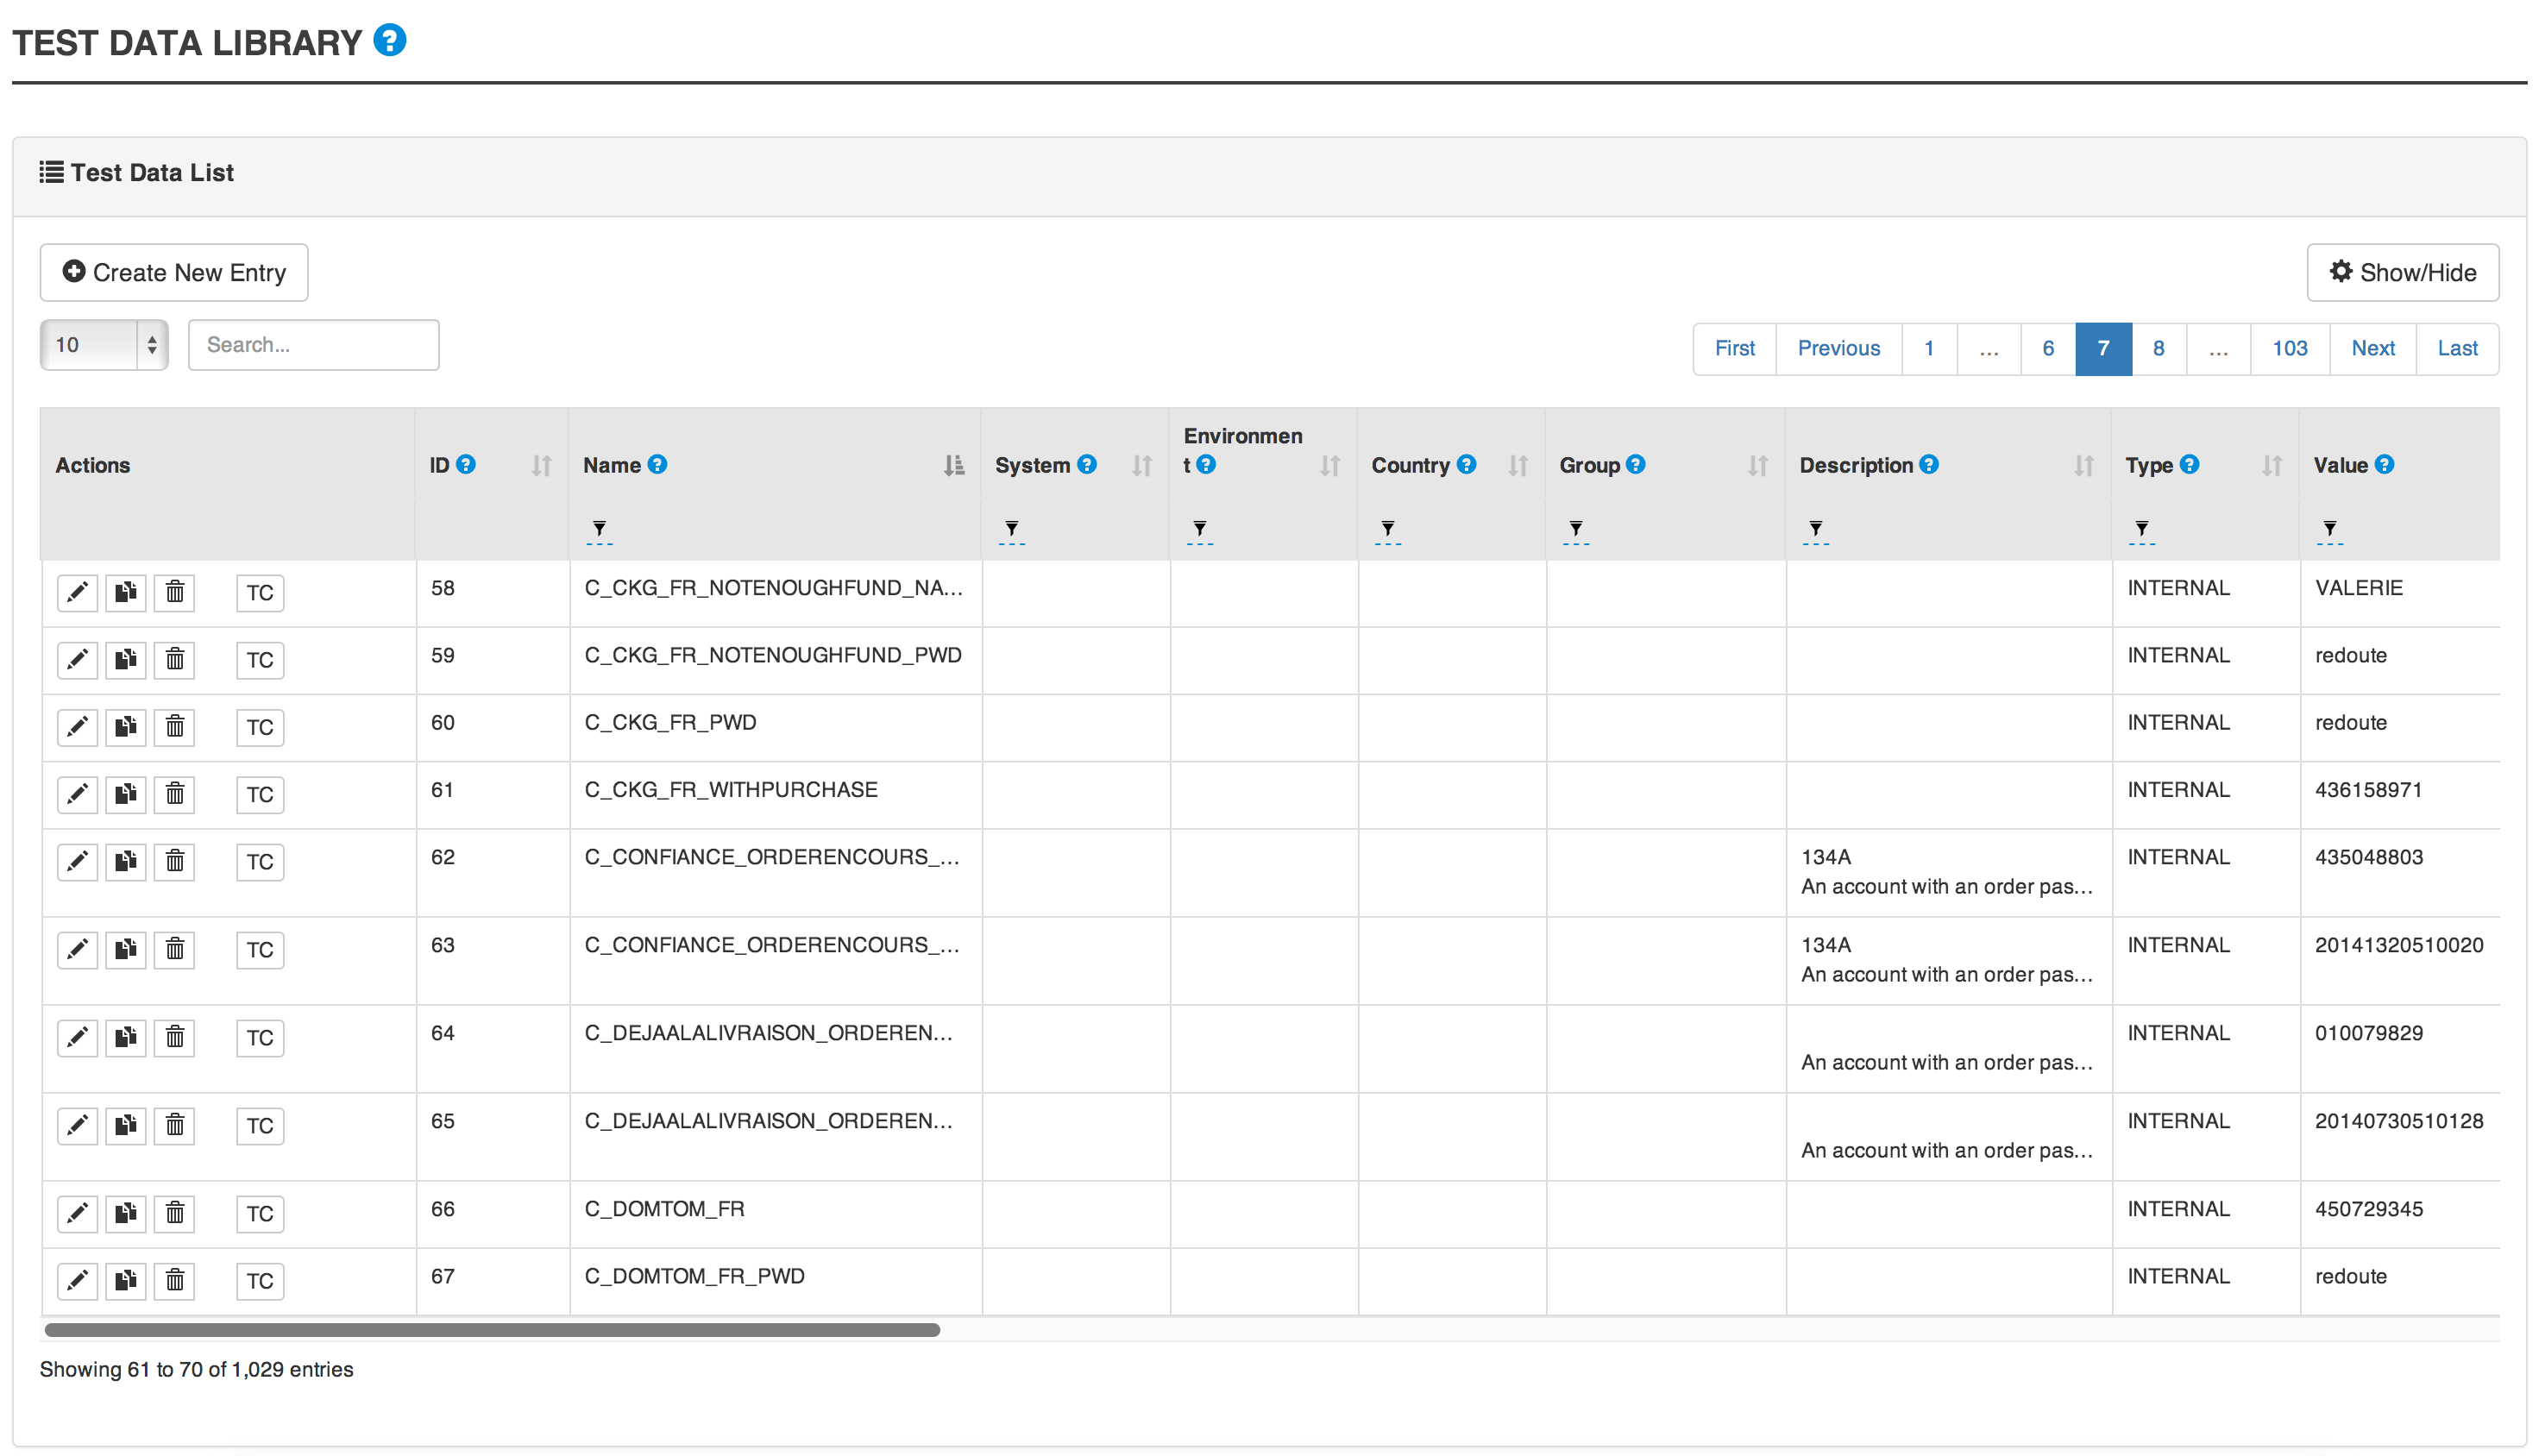 TEST DATA LIBRARY ?
Test Data List
Create New Entry
Show/Hide
10 Search...
First Previous 1 ... 6 7 8 ... 103 Next Last
Actions ID ? Name ? System ? Environmen
t ? Country ? Group ? Description ? Type ? Value ?
TC 58 C_CKG_FR_NOTENOUGHFUND_NA... INTERNAL VALERIE
TC 59 C_CKG_FR_NOTENOUGHFUND_PWD INTERNAL redoute
TC 60 C_CKG_FR_PWD INTERNAL redoute
TC 61 C_CKG_FR_WITHPURCHASE INTERNAL 436158971
TC 62 C_CONFIANCE_ORDERENCOURS_... 134A INTERNAL 435048803
An account with an order pas...
TC 63 C_CONFIANCE_ORDERENCOURS_... 134A INTERNAL 20141320510020
An account with an order pas...
TC 64 C_DEJAALALIVRAISON_ORDEREN... INTERNAL 010079829
An account with an order pas...
TC 65 C_DEJAALALIVRAISON_ORDEREN... INTERNAL 20140730510128
An account with an order pas...
TC 66 C_DOMTOM_FR INTERNAL 450729345
TC 67 C_DOMTOM_FR_PWD INTERNAL redoute
Showing 61 to 70 of 1,029 entries